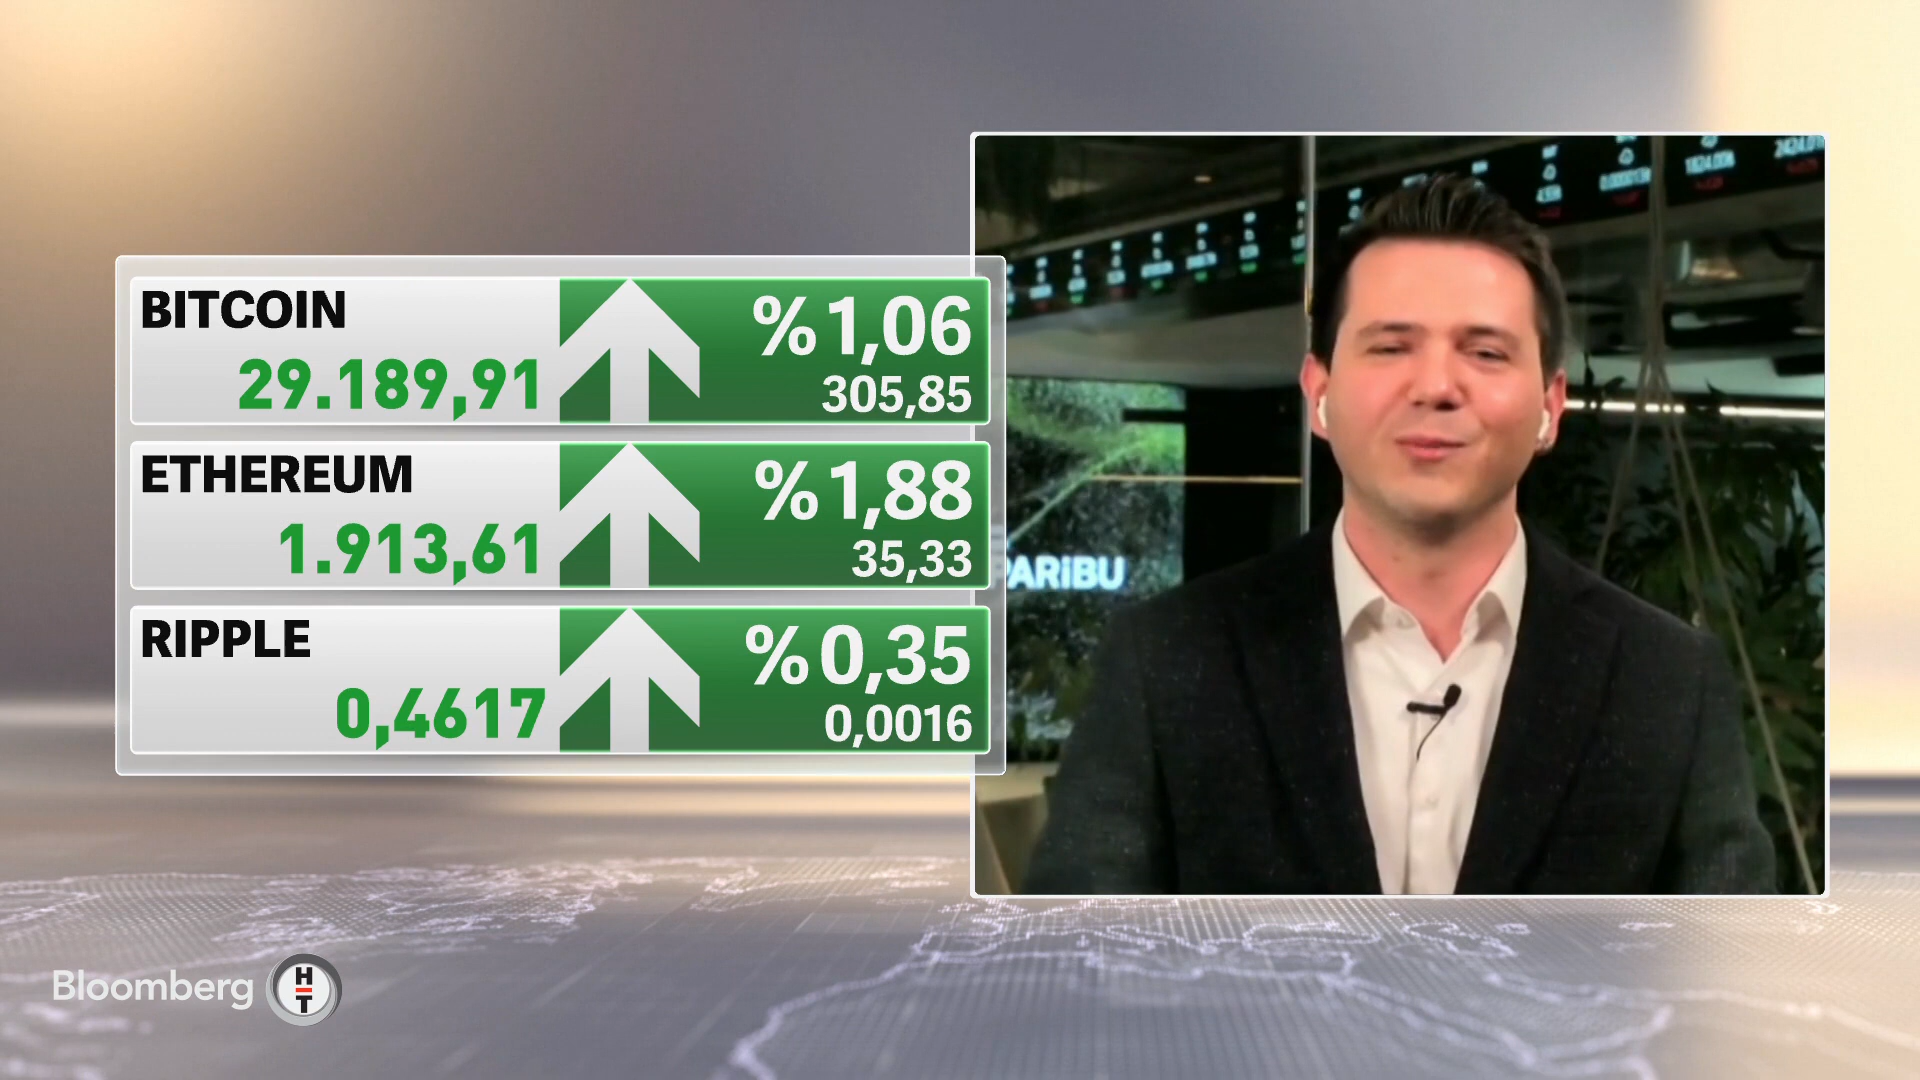 BITCOIN
29.189,91
%1,06
305,85
ETHEREUM
1.913,61
%1,88
35,33
RIPPLE
0,4617
%0,35
0,0016
PARiBU
Bloomberg HT